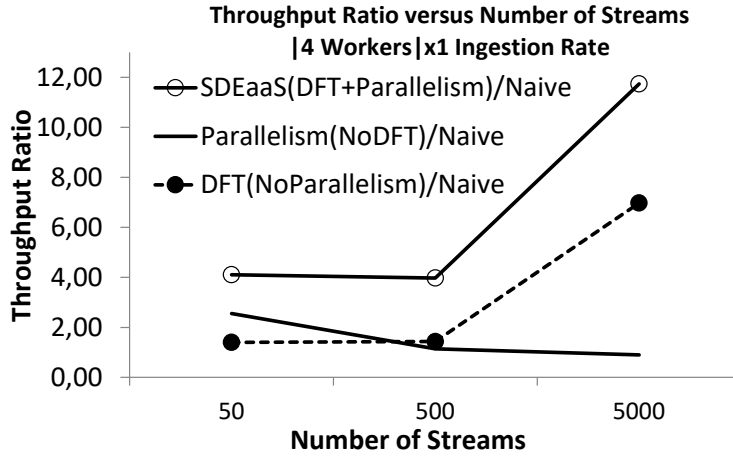 Throughput Ratio versus Number of Streams
|4 Workers|x1 Ingestion Rate
12,00
10,00
8,00
6,00
4,00
2,00
0,00
Throughput Ratio
SDEaaS(DFT+Parallelism)/Naive
Parallelism(NoDFT)/Naive
DFT(NoParallelism)/Naive
50
500
5000
Number of Streams